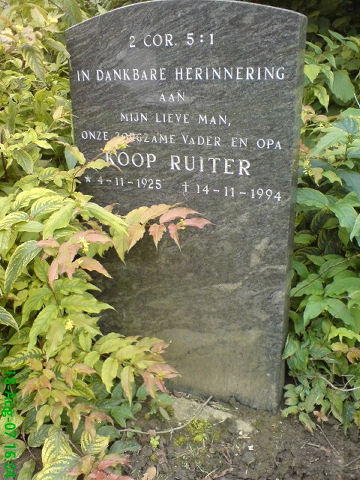 2 COR. 5:1
IN DANKBARE HERINNERING
AAN
MIJN LIEVE MAN,
ONZE ZORGZAME VADER EN OPA
KOOP RUITER
* 4-11-1925 † 14-11-1994